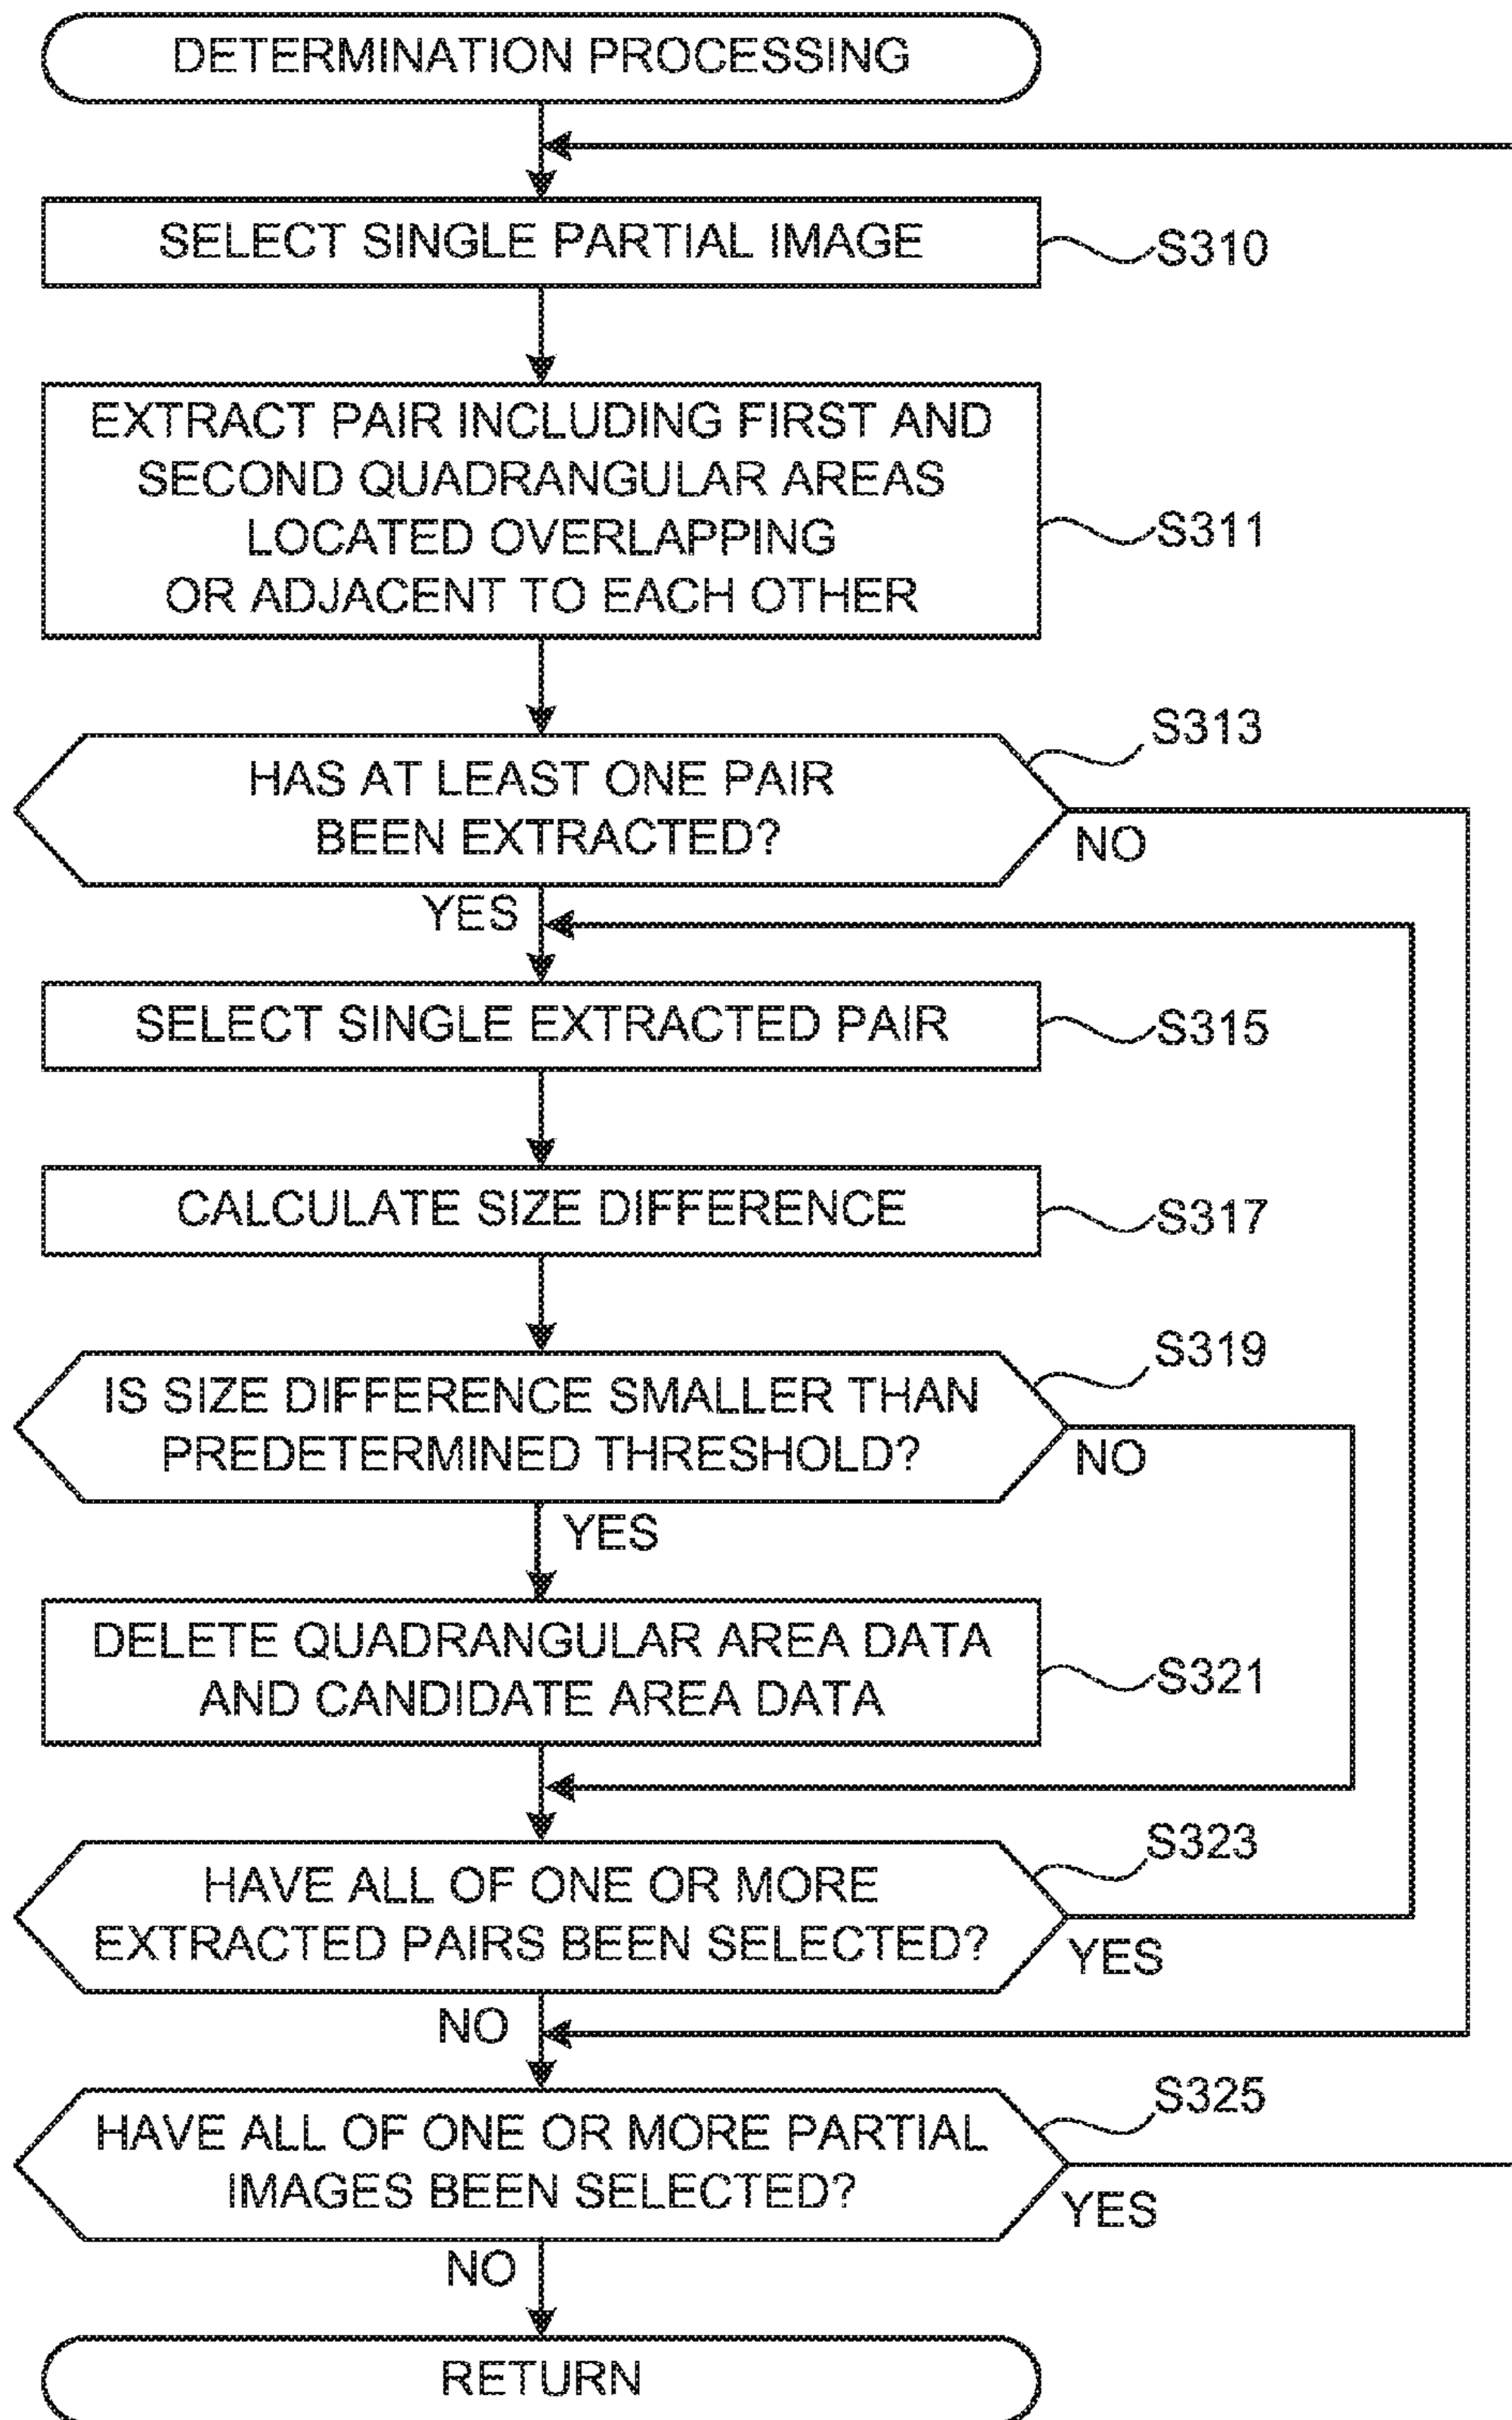 DETERMINATION PROCESSING
SELECT SINGLE PARTIAL IMAGE
S310
EXTRACT PAIR INCLUDING FIRST AND
SECOND QUADRANGULAR AREAS
LOCATED OVERLAPPING
OR ADJACENT TO EACH OTHER
S311
S313
HAS AT LEAST ONE PAIR
BEEN EXTRACTED?
NO
YES
SELECT SINGLE EXTRACTED PAIR
S315
CALCULATE SIZE DIFFERENCE
S317
S319
IS SIZE DIFFERENCE SMALLER THAN
PREDETERMINED THRESHOLD?
NO
YES
DELETE QUADRANGULAR AREA DATA
AND CANDIDATE AREA DATA
S321
S323
HAVE ALL OF ONE OR MORE
EXTRACTED PAIRS BEEN SELECTED?
YES
NO
S325
HAVE ALL OF ONE OR MORE PARTIAL
IMAGES BEEN SELECTED?
YES
NO
RETURN